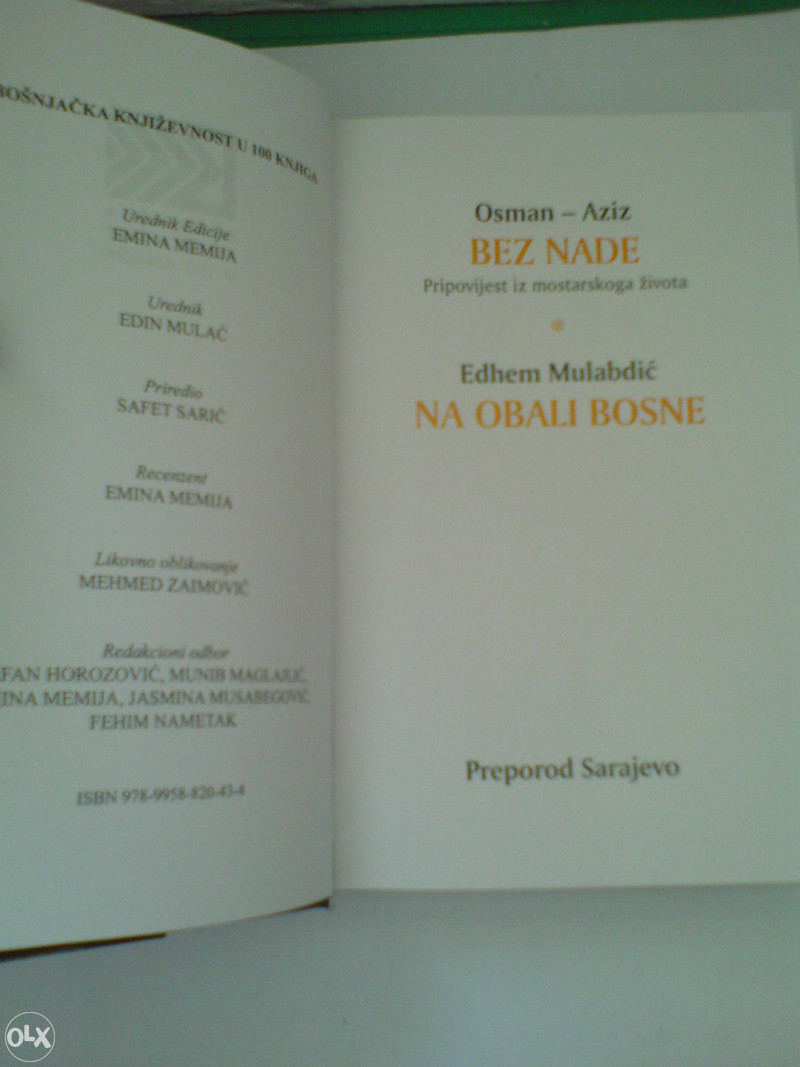 BOŠNJAČKA KNJIŽEVNOST U 100 KNJIGA
Urednik Edicije
EMINA MEMIJA
Urednik
EDIN MULAĆ
Priredio
SAFET SARIĆ
Recenzent
EMINA MEMIJA
Likovno oblikovanje
MEHMED ZAIMOVIĆ
Redakcioni odbor
FAN HOROZOVIĆ, MUNIB MAGLAJLIĆ,
INA MEMIJA, JASMINA MUSABEGOVIĆ,
FEHIM NAMETAK
ISBN 978-9958-820-43-4
Osman – Aziz
BEZ NADE
Pripovijest iz mostarskoga života
Edhem Mulabdić
NA OBALI BOSNE
Preporod Sarajevo
OLX